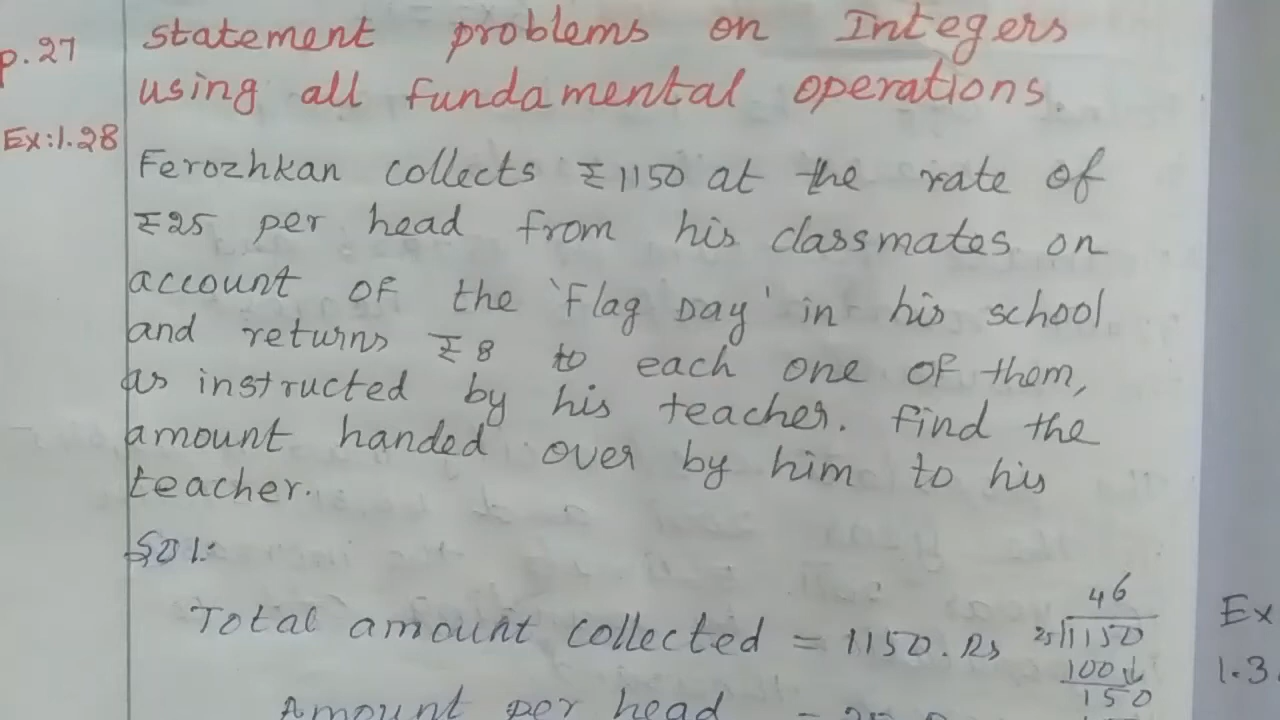 p.27
statement problems on Integers
using all fundamental operations.
Ex:1.28
Ferozhkan collects ₹1150 at the rate of
₹25 per head from his classmates on
account of the 'Flag Day' in his school
and returns ₹8 to each one of them,
as instructed by his teacher. Find the
amount handed over by him to his
teacher.
Sol:
Total amount collected = 1150.Rs
46
25 1150
100↓
150
Amount per head
Ex
1.3